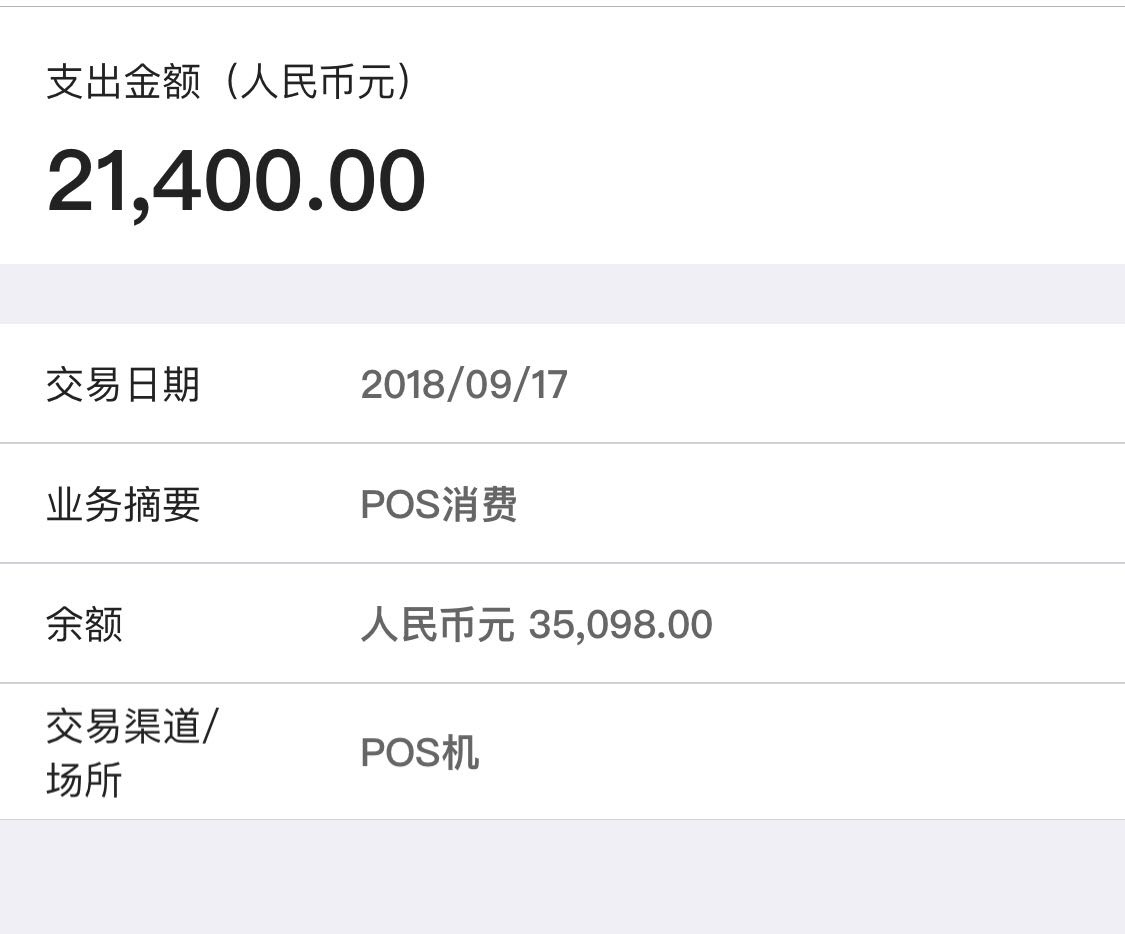 支出金额（人民币元）
21,400.00
交易日期 2018/09/17
业务摘要 POS消费
余额 人民币元 35,098.00
交易渠道/
场所 POS机